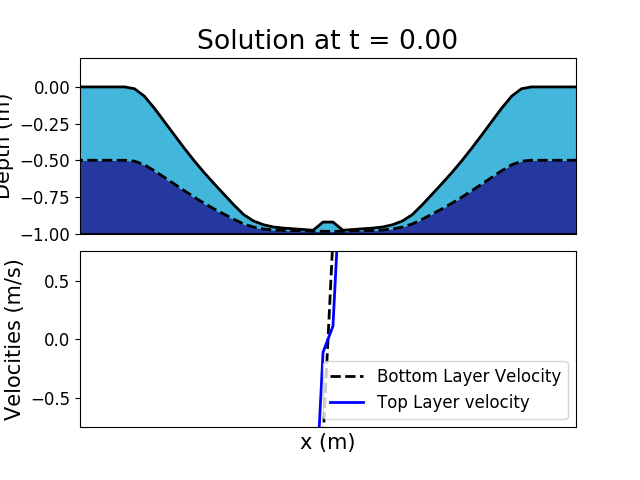 Solution at t = 0.00
Depth (m)
0.00
−0.25
−0.50
−0.75
−1.00
Velocities (m/s)
0.5
0.0
−0.5
Bottom Layer Velocity
Top Layer velocity
x (m)